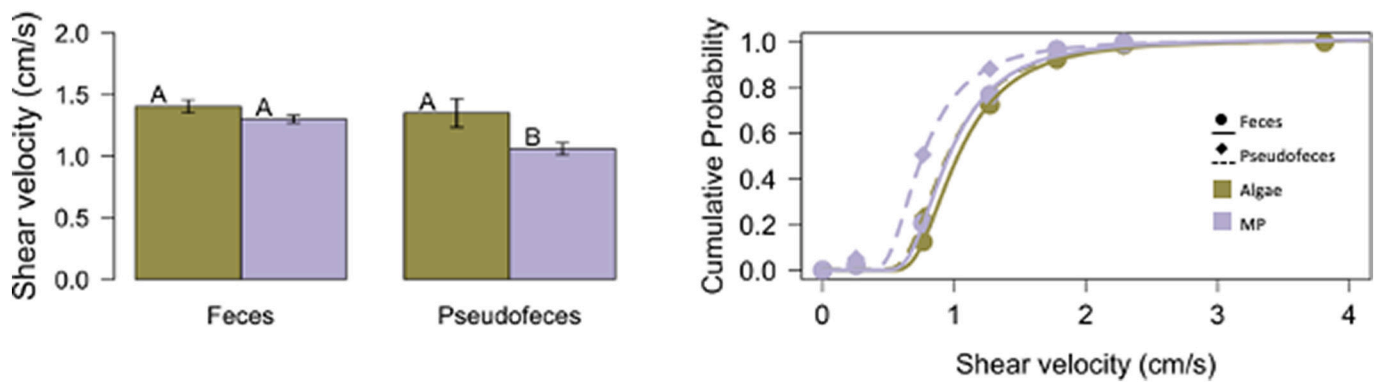 Shear velocity (cm/s)
2.0
1.5
1.0
0.5
0.0
A
A
A
B
Feces
Pseudofeces
Cumulative Probability
1.0
0.8
0.6
0.4
0.2
0.0
Feces
Pseudofeces
Algae
MP
0
1
2
3
4
Shear velocity (cm/s)